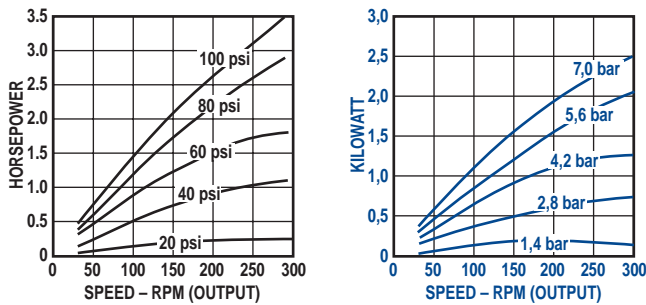 3.5
3.0
2.5
2.0
1.5
1.0
0.5
0
HORSEPOWER
100 psi
80 psi
60 psi
40 psi
20 psi
0 50 100 150 200 250 300
SPEED – RPM (OUTPUT)
3,0
2,5
2,0
1,5
1,0
0,5
0
KILOWATT
7,0 bar
5,6 bar
4,2 bar
2,8 bar
1,4 bar
0 50 100 150 200 250 300
SPEED – RPM (OUTPUT)